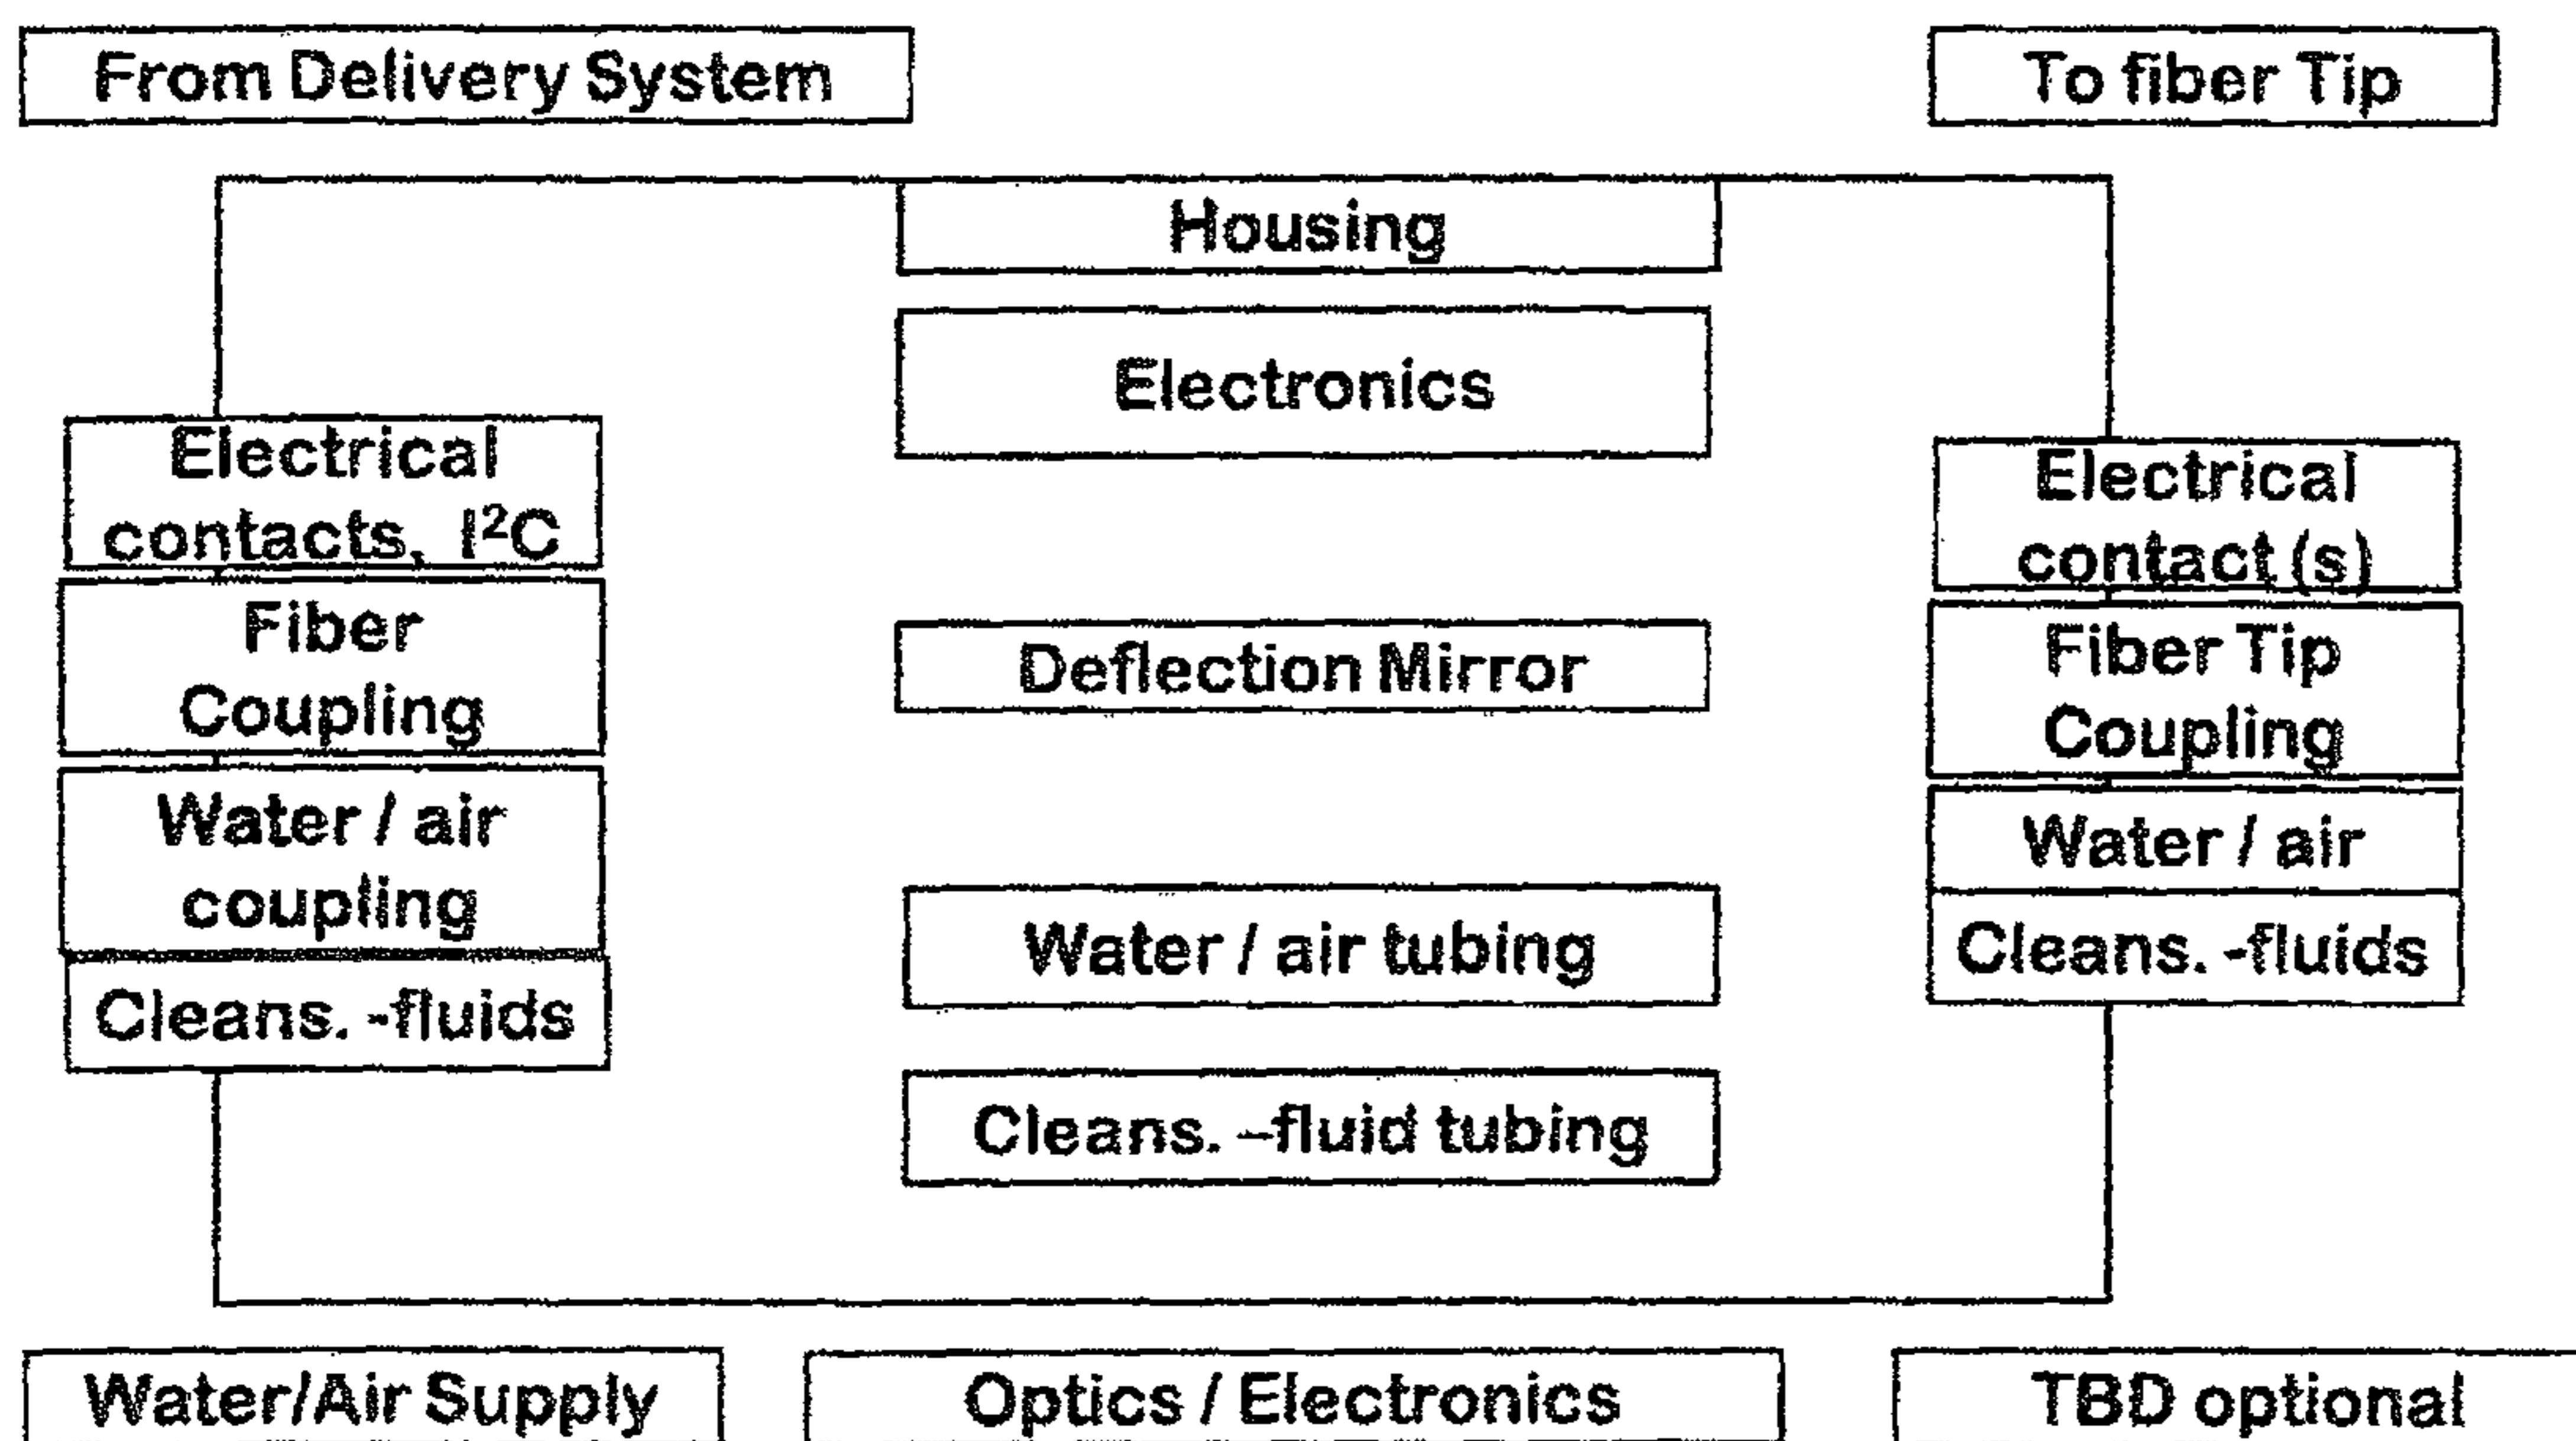 From Delivery System
To fiber Tip
Housing
Electronics
Electrical
contacts, I²C
Electrical
contact (s)
Fiber
Coupling
Deflection Mirror
Fiber Tip
Coupling
Water / air
coupling
Water / air
Water / air tubing
Cleans. -fluids
Cleans. -fluids
Cleans. –fluid tubing
Water/Air Supply
Optics / Electronics
TBD optional